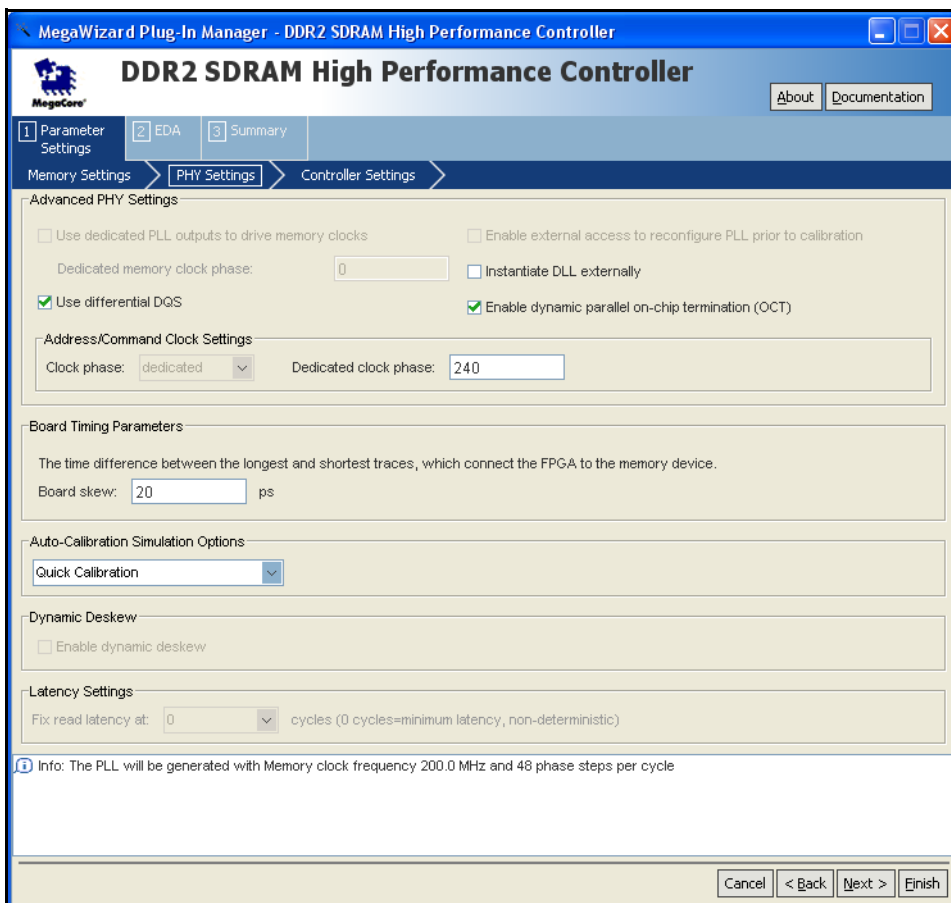 MegaWizard Plug-In Manager - DDR2 SDRAM High Performance Controller
DDR2 SDRAM High Performance Controller
MegaCore®
About
Documentation
1 Parameter Settings
2 EDA
3 Summary
Memory Settings
PHY Settings
Controller Settings
Advanced PHY Settings
Use dedicated PLL outputs to drive memory clocks
Enable external access to reconfigure PLL prior to calibration
Dedicated memory clock phase: 0
Instantiate DLL externally
Use differential DQS
Enable dynamic parallel on-chip termination (OCT)
Address/Command Clock Settings
Clock phase: dedicated
Dedicated clock phase: 240
Board Timing Parameters
The time difference between the longest and shortest traces, which connect the FPGA to the memory device.
Board skew: 20 ps
Auto-Calibration Simulation Options
Quick Calibration
Dynamic Deskew
Enable dynamic deskew
Latency Settings
Fix read latency at: 0 cycles (0 cycles=minimum latency, non-deterministic)
Info: The PLL will be generated with Memory clock frequency 200.0 MHz and 48 phase steps per cycle
Cancel
< Back
Next >
Finish